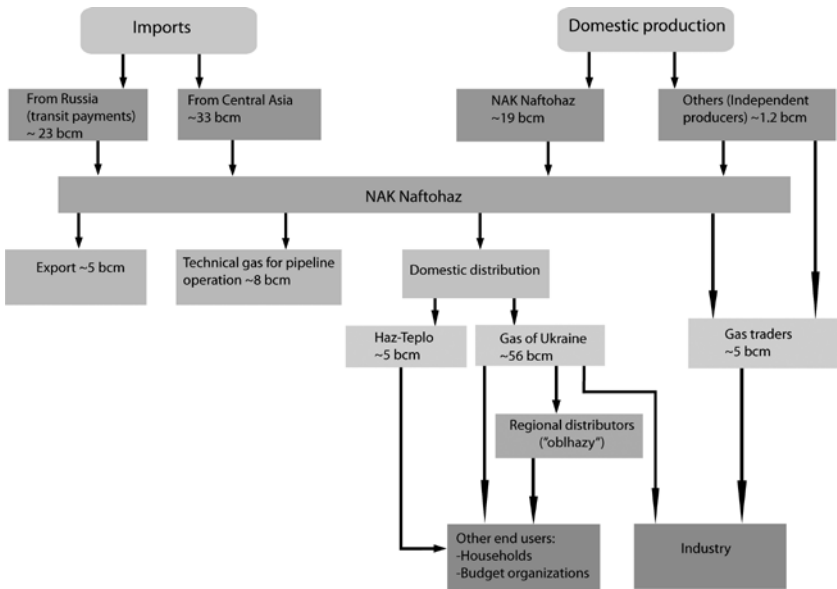 Imports
Domestic production
From Russia
(transit payments)
~ 23 bcm
From Central Asia
~33 bcm
NAK Naftohaz
~19 bcm
Others (Independent
producers) ~1.2 bcm
NAK Naftohaz
Export ~5 bcm
Technical gas for pipeline
operation ~8 bcm
Domestic distribution
Haz-Teplo
~5 bcm
Gas of Ukraine
~56 bcm
Gas traders
~5 bcm
Regional distributors
("oblhazy")
Other end users:
-Households
-Budget organizations
Industry